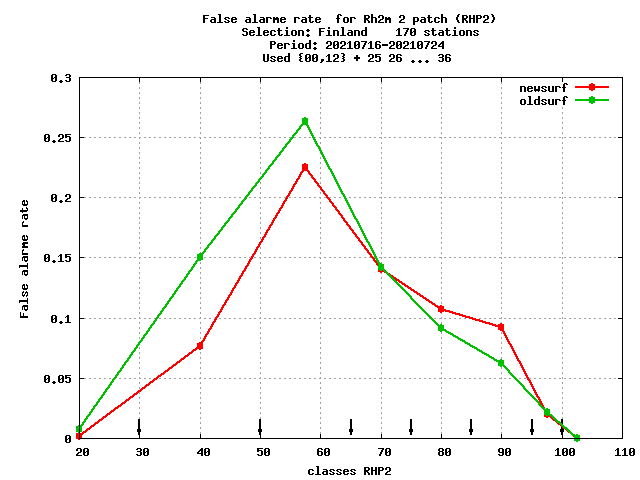 False alarme rate  for Rh2m 2 patch (RHP2)
Selection: Finland    170 stations
Period: 20210716-20210724
Used {00,12} + 25 26 ... 36
newsurf
oldsurf
0.3
0.25
0.2
0.15
0.1
0.05
0
False alarme rate
20 30 40 50 60 70 80 90 100 110
classes RHP2